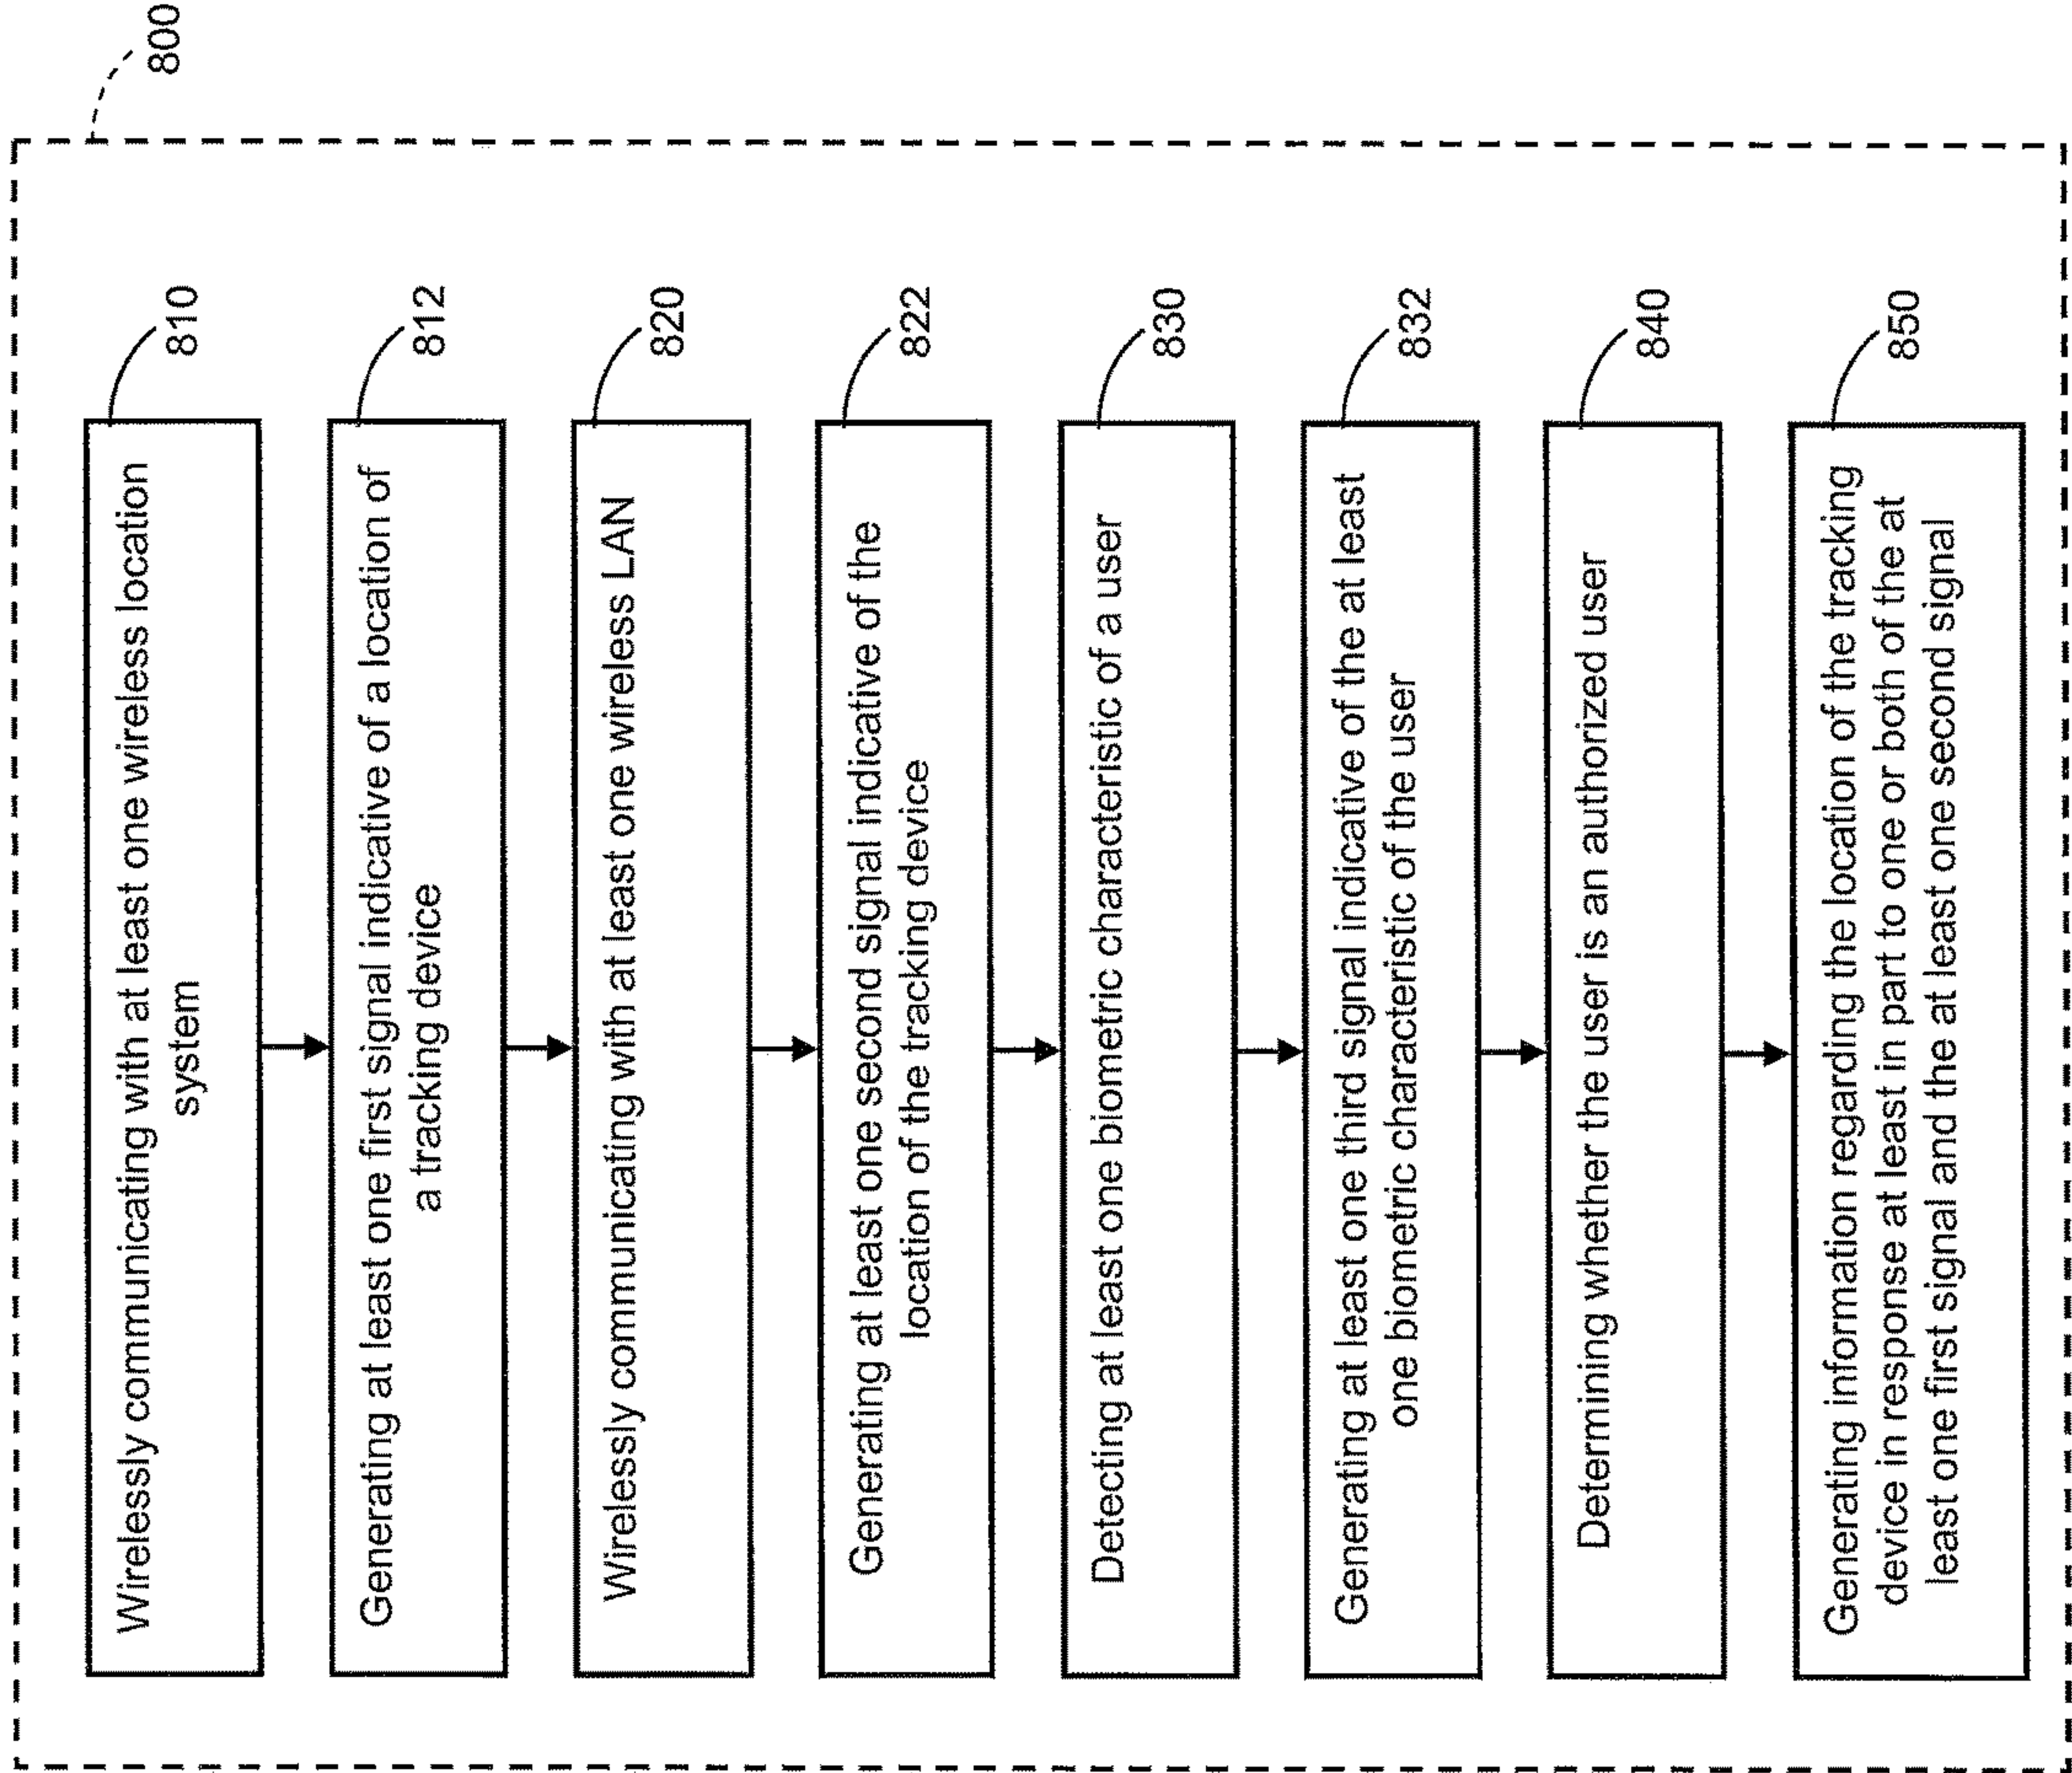 800
810
Wirelessly communicating with at least one wireless location
system
812
Generating at least one first signal indicative of a location of
a tracking device
820
Wirelessly communicating with at least one wireless LAN
822
Generating at least one second signal indicative of the
location of the tracking device
830
Detecting at least one biometric characteristic of a user
832
Generating at least one third signal indicative of the at least
one biometric characteristic of the user
840
Determining whether the user is an authorized user
850
Generating information regarding the location of the tracking
device in response at least in part to one or both of the at
least one first signal and the at least one second signal